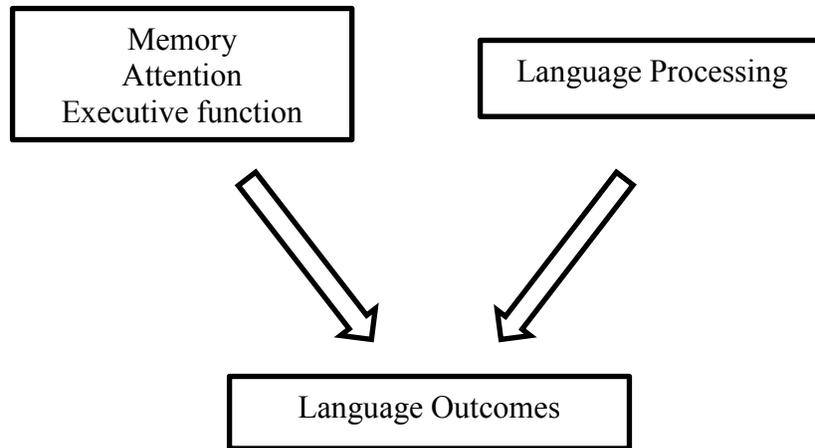 Memory
Attention
Executive function
Language Processing
Language Outcomes